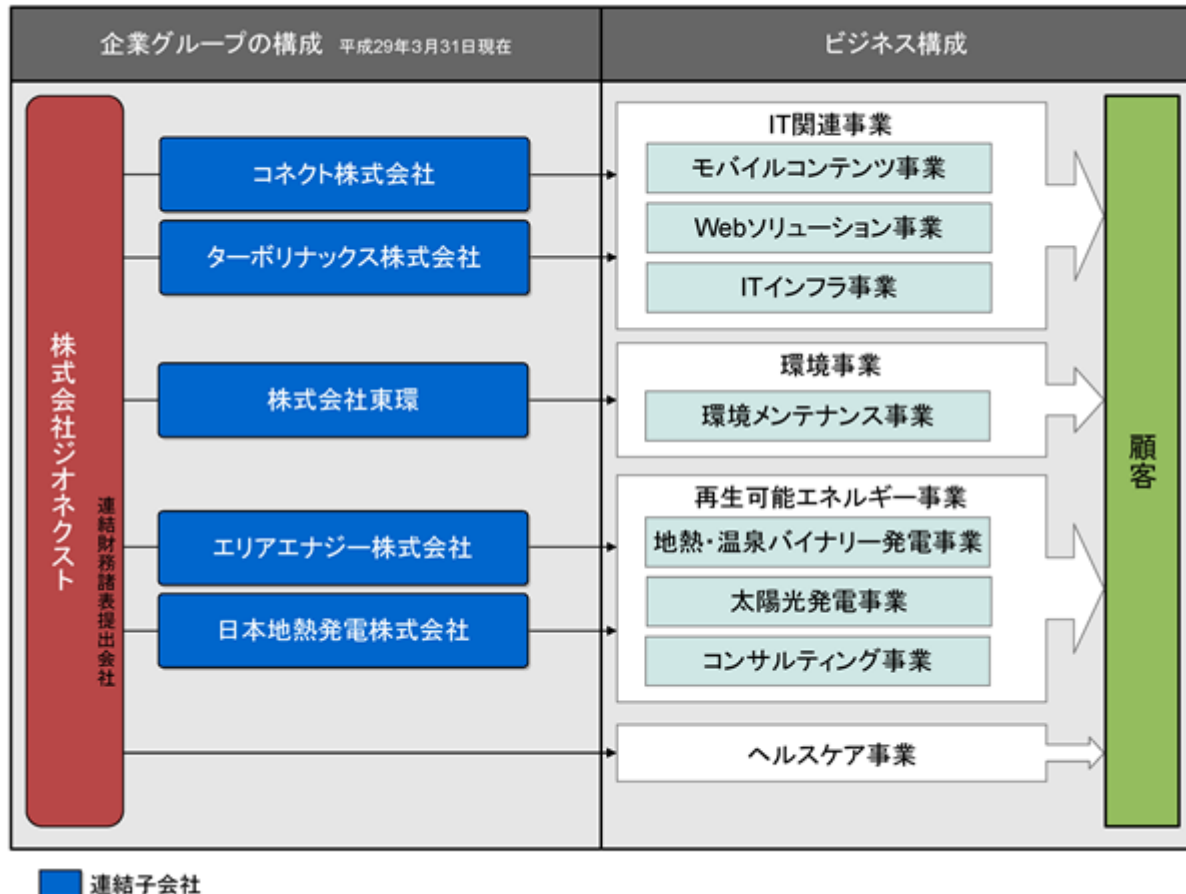 企業グループの構成 平成29年3月31日現在
ビジネス構成
株式会社ジオネクスト
連結財務諸表提出会社
コネクト株式会社
ターボリナックス株式会社
株式会社東環
エリアエナジー株式会社
日本地熱発電株式会社
IT関連事業
モバイルコンテンツ事業
Webソリューション事業
ITインフラ事業
環境事業
環境メンテナンス事業
再生可能エネルギー事業
地熱・温泉バイナリー発電事業
太陽光発電事業
コンサルティング事業
ヘルスケア事業
顧客
連結子会社